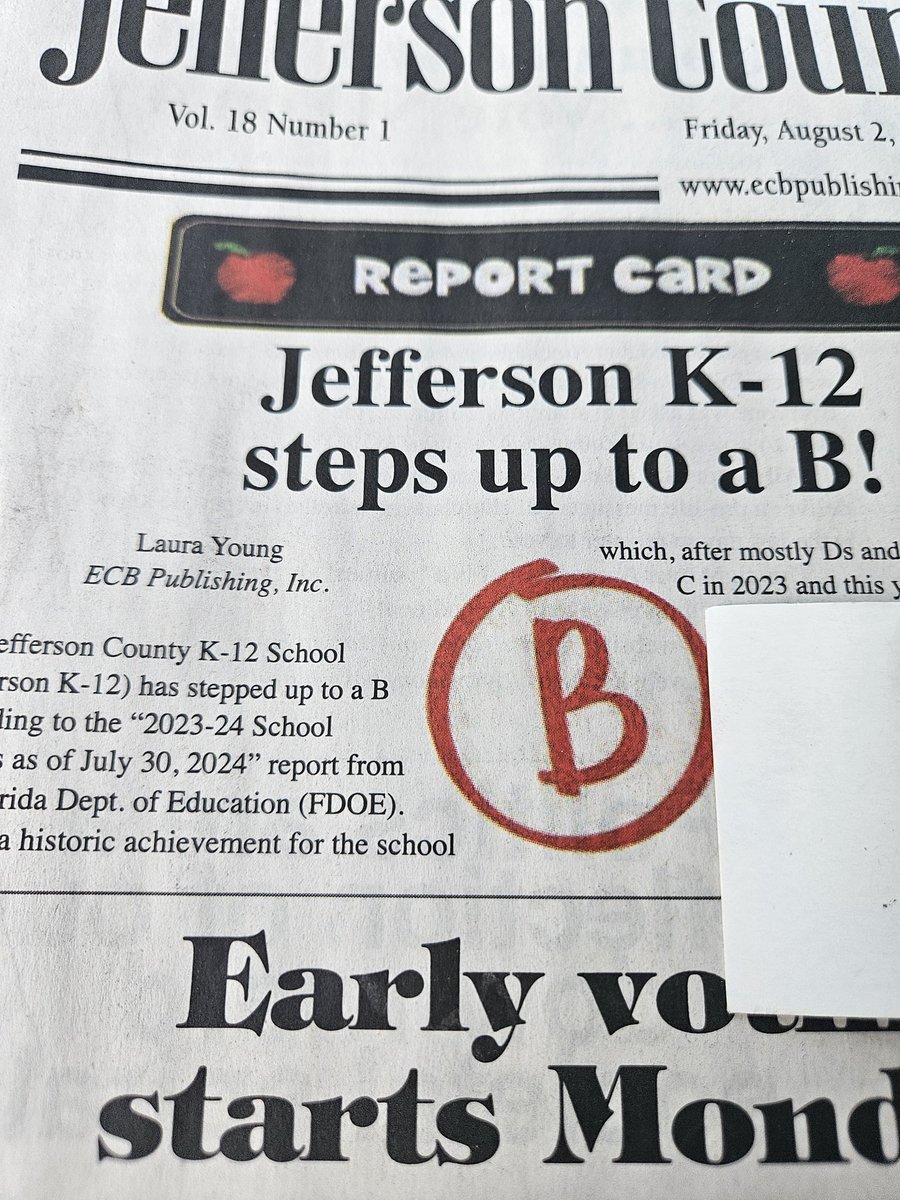 Jefferson Coun
Vol. 18 Number 1
Friday, August 2,
www.ecbpublishi
REPORT CARD
Jefferson K-12
steps up to a B!
Laura Young
ECB Publishing, Inc.
efferson County K-12 School
rson K-12) has stepped up to a B
ding to the “2023-24 School
s as of July 30, 2024” report from
rida Dept. of Education (FDOE).
a historic achievement for the school
B
which, after mostly Ds and
C in 2023 and this y
Early vo
starts Mond